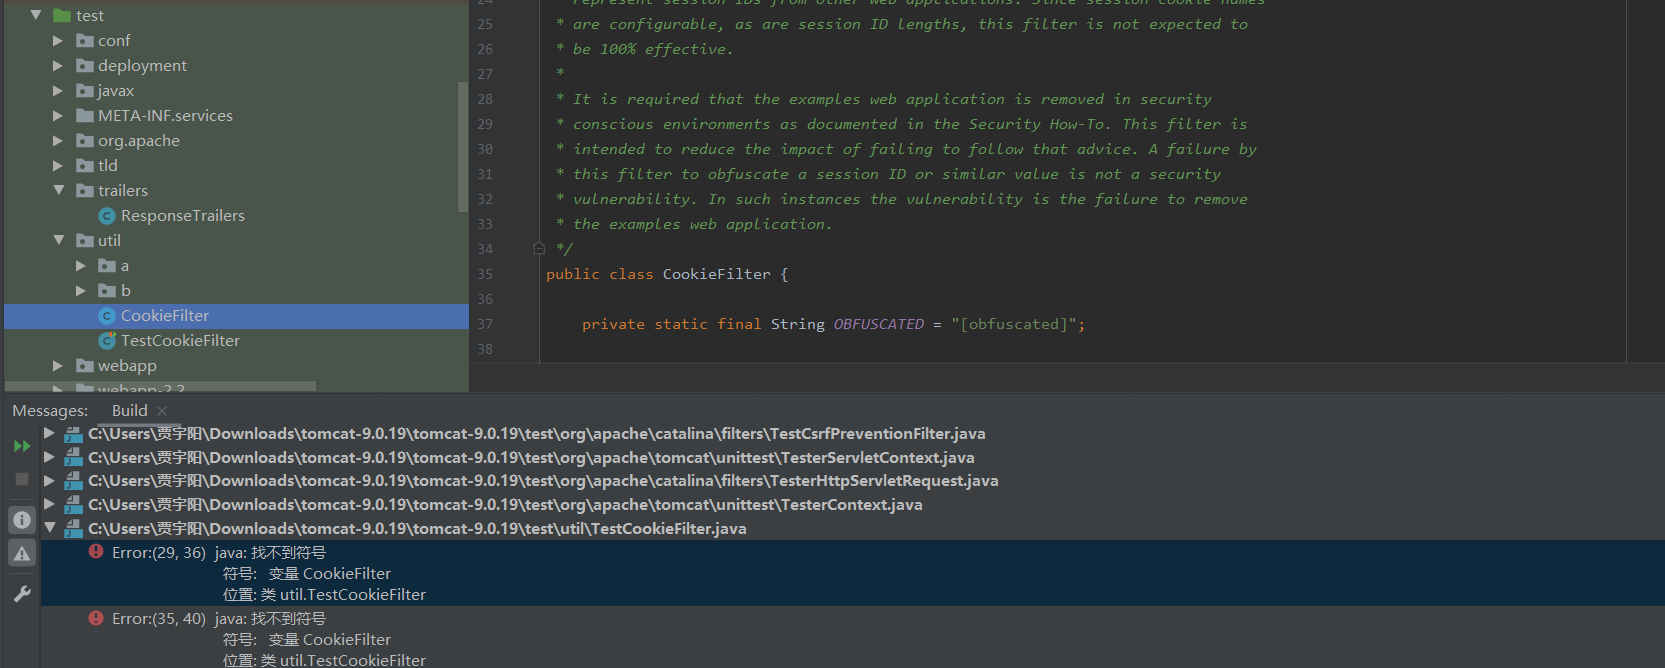 test
conf
deployment
javax
META-INF.services
org.apache
tld
trailers
ResponseTrailers
util
a
b
CookieFilter
TestCookieFilter
webapp
webapp-2.2
24 represent session IDs from other web applications. Since session cookie names
25 * are configurable, as are session ID lengths, this filter is not expected to
26 * be 100% effective.
27 *
28 * It is required that the examples web application is removed in security
29 * conscious environments as documented in the Security How-To. This filter is
30 * intended to reduce the impact of failing to follow that advice. A failure by
31 * this filter to obfuscate a session ID or similar value is not a security
32 * vulnerability. In such instances the vulnerability is the failure to remove
33 * the examples web application.
34 */
35 public class CookieFilter {
36
37 private static final String OBFUSCATED = "[obfuscated]";
38
Messages: Build
C:\Users\贾宇阳\Downloads\tomcat-9.0.19\tomcat-9.0.19\test\org\apache\catalina\filters\TestCsrfPreventionFilter.java
C:\Users\贾宇阳\Downloads\tomcat-9.0.19\tomcat-9.0.19\test\org\apache\tomcat\unittest\TesterServletContext.java
C:\Users\贾宇阳\Downloads\tomcat-9.0.19\tomcat-9.0.19\test\org\apache\catalina\filters\TesterHttpServletRequest.java
C:\Users\贾宇阳\Downloads\tomcat-9.0.19\tomcat-9.0.19\test\org\apache\tomcat\unittest\TesterContext.java
C:\Users\贾宇阳\Downloads\tomcat-9.0.19\tomcat-9.0.19\test\util\TestCookieFilter.java
Error:(29, 36) java: 找不到符号
符号: 变量 CookieFilter
位置: 类 util.TestCookieFilter
Error:(35, 40) java: 找不到符号
符号: 变量 CookieFilter
位置: 类 util.TestCookieFilter